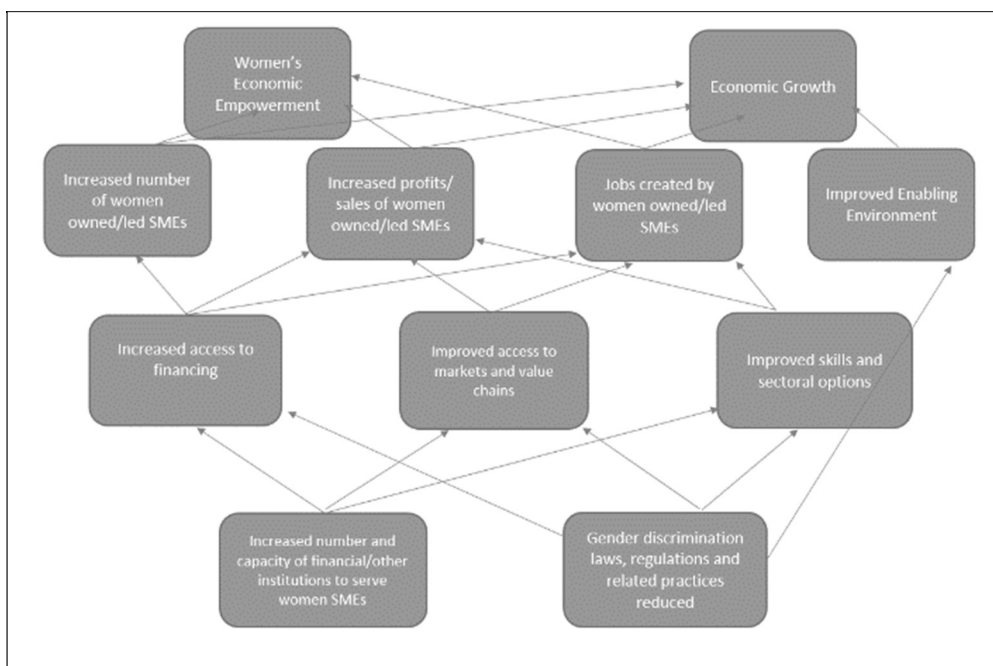 Women's
Economic
Empowerment
Economic Growth
Increased number
of women
owned/led SMEs
Increased profits/
sales of women
owned/led SMEs
Jobs created by
women owned/led
SMEs
Improved Enabling
Environment
Increased access to
financing
Improved access to
markets and value
chains
Improved skills and
sectoral options
Increased number and
capacity of financial/other
institutions to serve
women SMEs
Gender discrimination
laws, regulations and
related practices
reduced